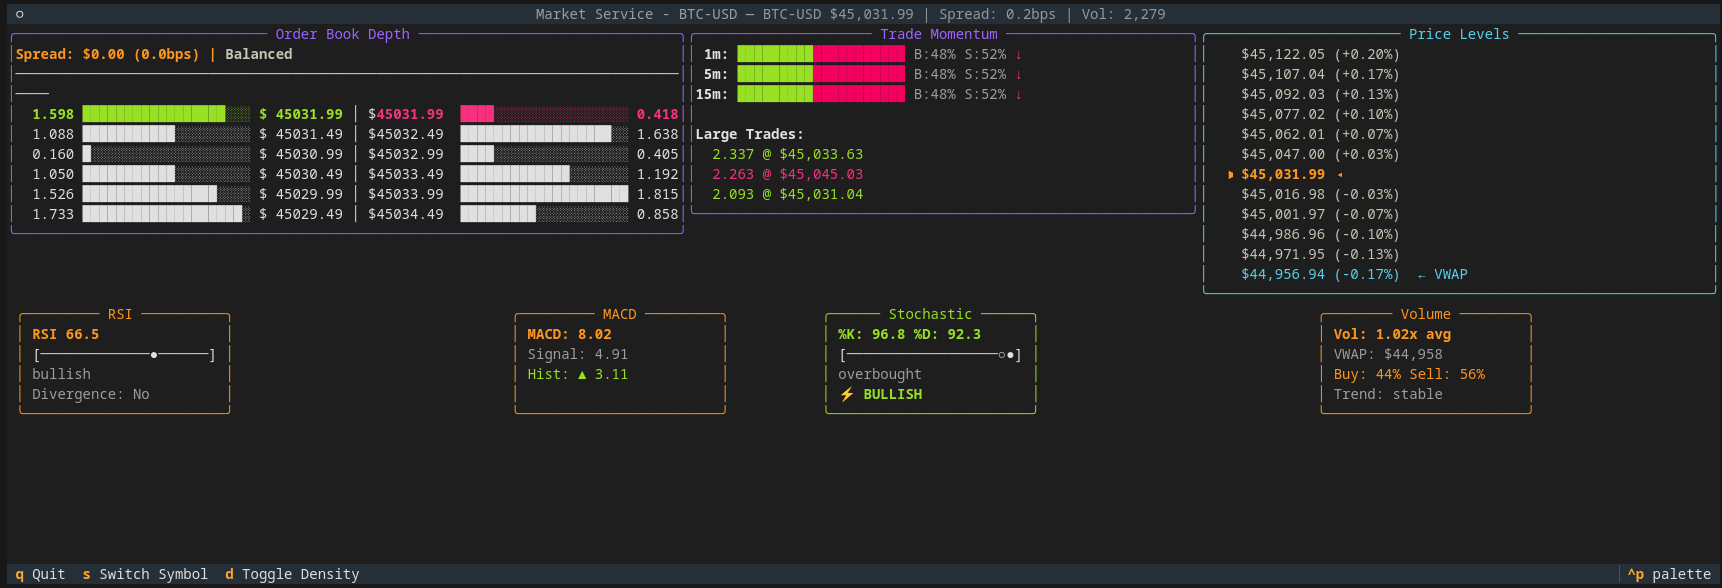 Market Service - BTC-USD — BTC-USD $45,031.99 | Spread: 0.2bps | Vol: 2,279
Order Book Depth
Spread: $0.00 (0.0bps) | Balanced
1.598 $ 45031.99 │ $45031.99 0.418
1.088 $ 45031.49 │ $45032.49 1.638
0.160 $ 45030.99 │ $45032.99 0.405
1.050 $ 45030.49 │ $45033.49 1.192
1.526 $ 45029.99 │ $45033.99 1.815
1.733 $ 45029.49 │ $45034.49 0.858
Trade Momentum
1m: B:48% S:52% ↓
5m: B:48% S:52% ↓
15m: B:48% S:52% ↓
Large Trades:
2.337 @ $45,033.63
2.263 @ $45,045.03
2.093 @ $45,031.04
Price Levels
$45,122.05 (+0.20%)
$45,107.04 (+0.17%)
$45,092.03 (+0.13%)
$45,077.02 (+0.10%)
$45,062.01 (+0.07%)
$45,047.00 (+0.03%)
◗ $45,031.99 ◂
$45,016.98 (-0.03%)
$45,001.97 (-0.07%)
$44,986.96 (-0.10%)
$44,971.95 (-0.13%)
$44,956.94 (-0.17%) ← VWAP
RSI
RSI 66.5
[─────────────●──────]
bullish
Divergence: No
MACD
MACD: 8.02
Signal: 4.91
Hist: ▲ 3.11
Stochastic
%K: 96.8 %D: 92.3
[──────────────────○●]
overbought
⚡ BULLISH
Volume
Vol: 1.02x avg
VWAP: $44,958
Buy: 44% Sell: 56%
Trend: stable
q Quit s Switch Symbol d Toggle Density
^p palette